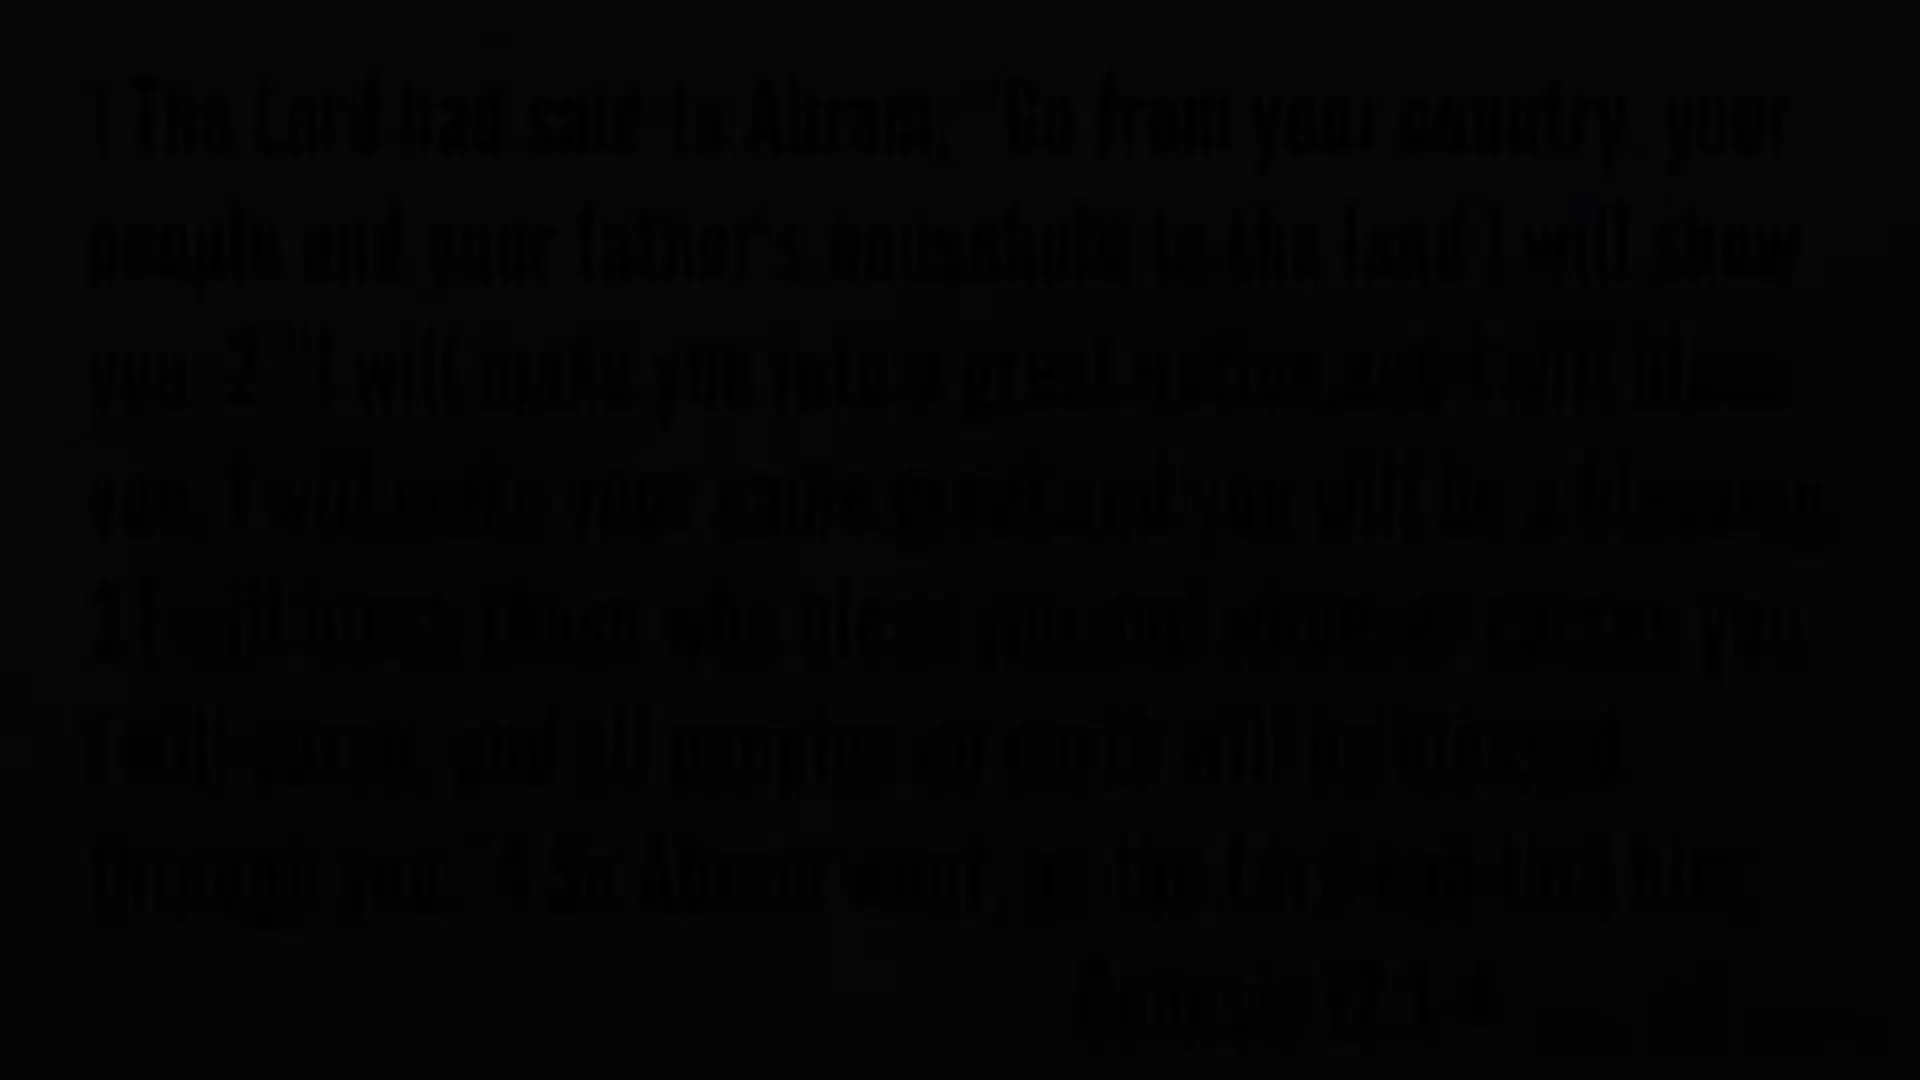 1 The Lord had said to Abram, "Go from your country, your
people and your father's household to the land I will show
you. 2 "I will make you into a great nation, and I will bless
you; I will make your name great, and you will be a blessing.
3 I will bless those who bless you, and whoever curses you
I will curse; and all peoples on earth will be blessed
through you." 4 So Abram went, as the Lord had told him;
Genesis 12:1-4